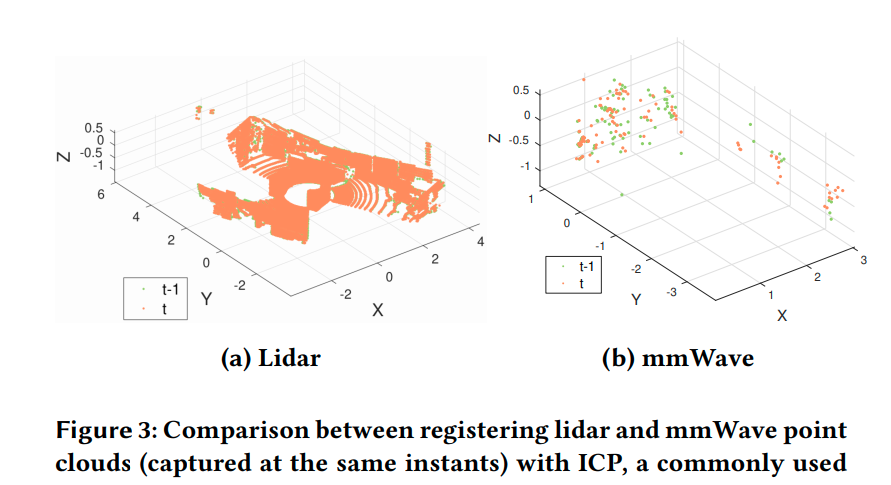 0.5
0
-0.5
-1
Z
6
4
2
0
-2
Y
-2
0
2
4
X
t-1
t
0.5
0
-0.5
-1
Z
1
0
-1
-2
-3
Y
1
2
3
X
t-1
t
(a) Lidar
(b) mmWave
Figure 3: Comparison between registering lidar and mmWave point
clouds (captured at the same instants) with ICP, a commonly used